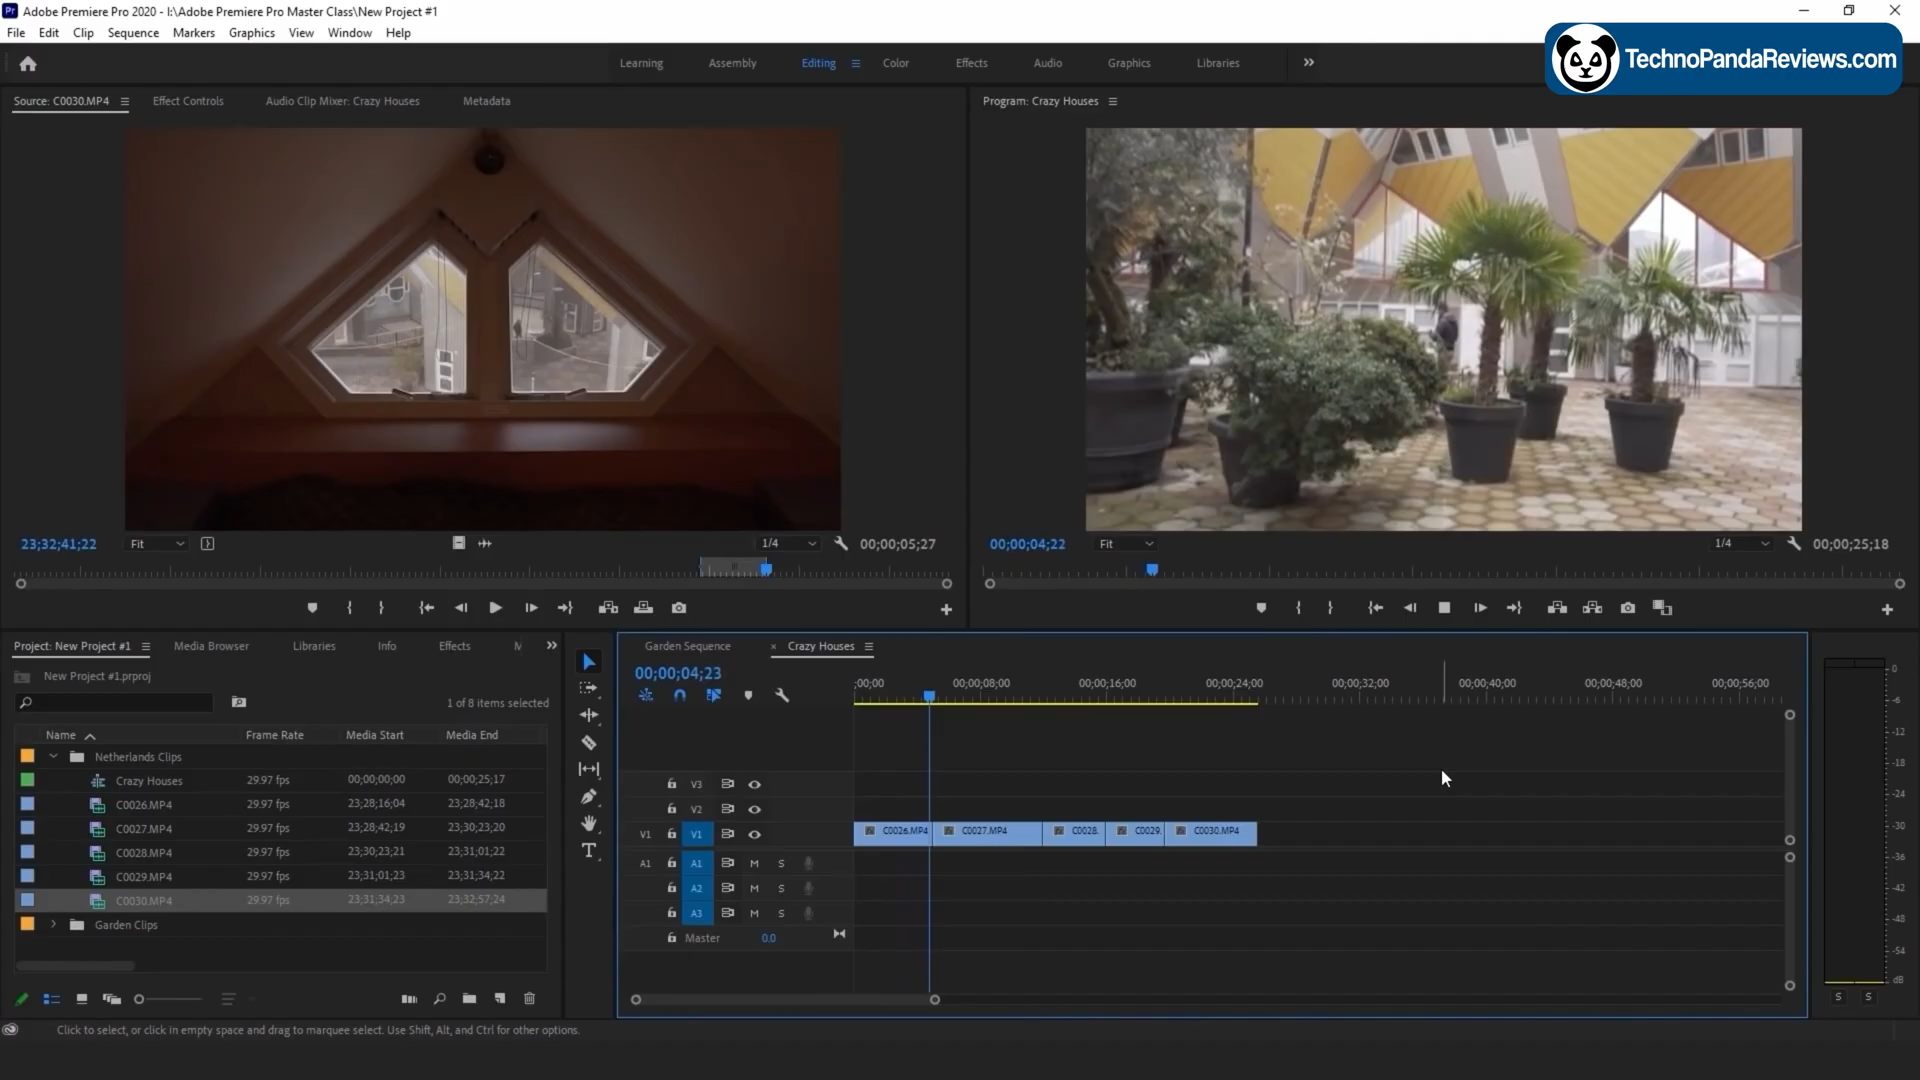 Adobe Premiere Pro 2020 - I:\Adobe Premiere Pro Master Class\New Project #1
File Edit Clip Sequence Markers Graphics View Window Help
TechnoPandaReviews.com
Learning Assembly Editing Color Effects Audio Graphics Libraries
Source: C0030.MP4 Effect Controls Audio Clip Mixer: Crazy Houses Metadata
Program: Crazy Houses
23;32;41;22 Fit 1/4 00;00;05;27
00;00;04;22 Fit 1/4 00;00;25;18
Project: New Project #1 Media Browser Libraries Info Effects M
New Project #1.prproj
1 of 8 items selected
Name Frame Rate Media Start Media End
Netherlands Clips
Crazy Houses 29.97 fps 00;00;00;00 00;00;25;17
C0026.MP4 29.97 fps 23;28;16;04 23;28;42;18
C0027.MP4 29.97 fps 23;28;42;19 23;30;23;20
C0028.MP4 29.97 fps 23;30;23;21 23;31;01;22
C0029.MP4 29.97 fps 23;31;01;23 23;31;34;22
C0030.MP4 29.97 fps 23;31;34;23 23;32;57;24
Garden Clips
Garden Sequence × Crazy Houses
00;00;04;23
;00;00 00;00;08;00 00;00;16;00 00;00;24;00 00;00;32;00 00;00;40;00 00;00;48;00 00;00;56;00
V3
V2
V1 V1 C0026.MP4 C0027.MP4 C0028. C0029. C0030.MP4
A1 A1 M S
A2 M S
A3 M S
Master 0.0
0
-6
-12
-18
-24
-30
-36
-42
-48
-54
dB
S S
Click to select, or click in empty space and drag to marquee select. Use Shift, Alt, and Ctrl for other options.